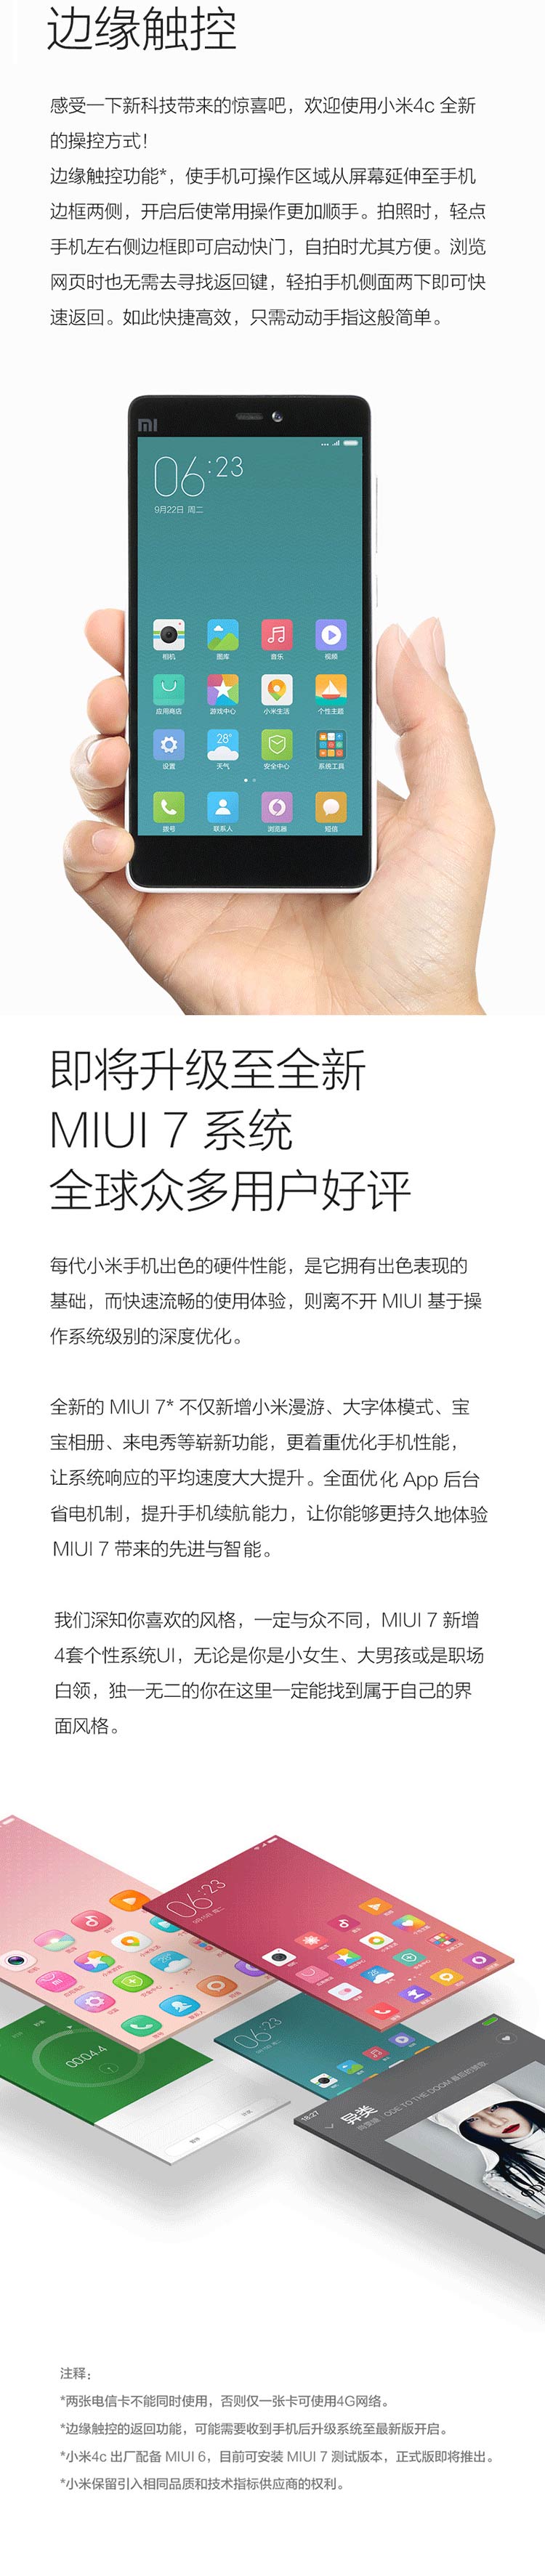 边缘触控
感受一下新科技带来的惊喜吧，欢迎使用小米4c 全新
的操控方式！
边缘触控功能*，使手机可操作区域从屏幕延伸至手机
边框两侧，开启后使常用操作更加顺手。拍照时，轻点
手机左右侧边框即可启动快门，自拍时尤其方便。浏览
网页时也无需去寻找返回键，轻拍手机侧面两下即可快
速返回。如此快捷高效，只需动动手指这般简单。
mi
06:23
9月22日 周二
相机 图库 音乐 视频
应用商店 游戏中心 小米生活 个性主题
28°
设置 天气 安全中心 系统工具
拨号 联系人 浏览器 短信
即将升级至全新
MIUI 7 系统
全球众多用户好评
每代小米手机出色的硬件性能，是它拥有出色表现的
基础，而快速流畅的使用体验，则离不开 MIUI 基于操
作系统级别的深度优化。
全新的 MIUI 7* 不仅新增小米漫游、大字体模式、宝
宝相册、来电秀等崭新功能，更着重优化手机性能，
让系统响应的平均速度大大提升。全面优化 App 后台
省电机制，提升手机续航能力，让你能够更持久地体验
MIUI 7 带来的先进与智能。
我们深知你喜欢的风格，一定与众不同，MIUI 7 新增
4套个性系统UI，无论是你是小女生、大男孩或是职场
白领，独一无二的你在这里一定能找到属于自己的界
面风格。
06:23
06:23
00:04.4
18:27
异类
ODE TO THE DOOM
注释：
*两张电信卡不能同时使用，否则仅一张卡可使用4G网络。
*边缘触控的返回功能，可能需要收到手机后升级系统至最新版开启。
*小米4c 出厂配备 MIUI 6，目前可安装 MIUI 7 测试版本，正式版即将推出。
*小米保留引入相同品质和技术指标供应商的权利。